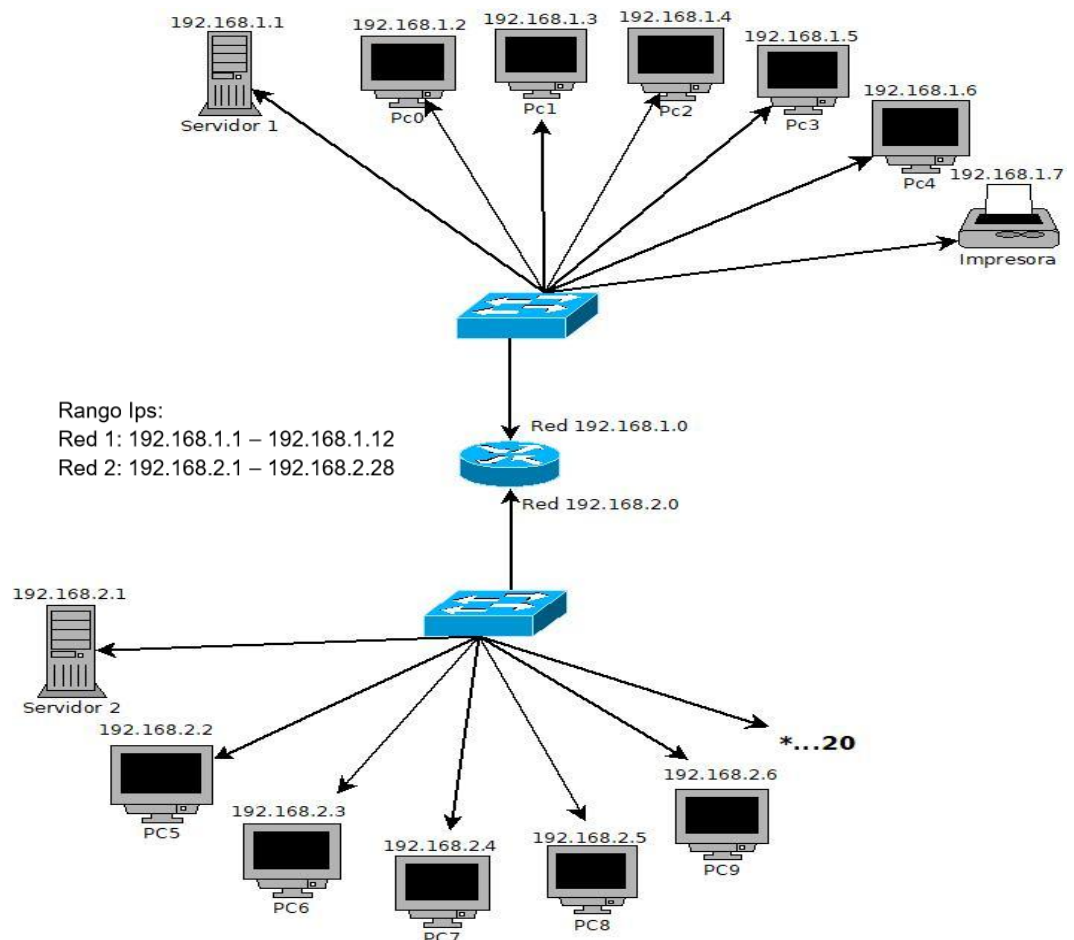 192.168.1.1
192.168.1.2
192.168.1.3
192.168.1.4
192.168.1.5
192.168.1.6
192.168.1.7
Servidor 1
Pc0
Pc1
Pc2
Pc3
Pc4
Impresora
Rango Ips:
Red 1: 192.168.1.1 – 192.168.1.12
Red 2: 192.168.2.1 – 192.168.2.28
Red 192.168.1.0
Red 192.168.2.0
192.168.2.1
Servidor 2
192.168.2.2
PC5
192.168.2.3
PC6
192.168.2.4
PC7
192.168.2.5
PC8
192.168.2.6
PC9
*...20